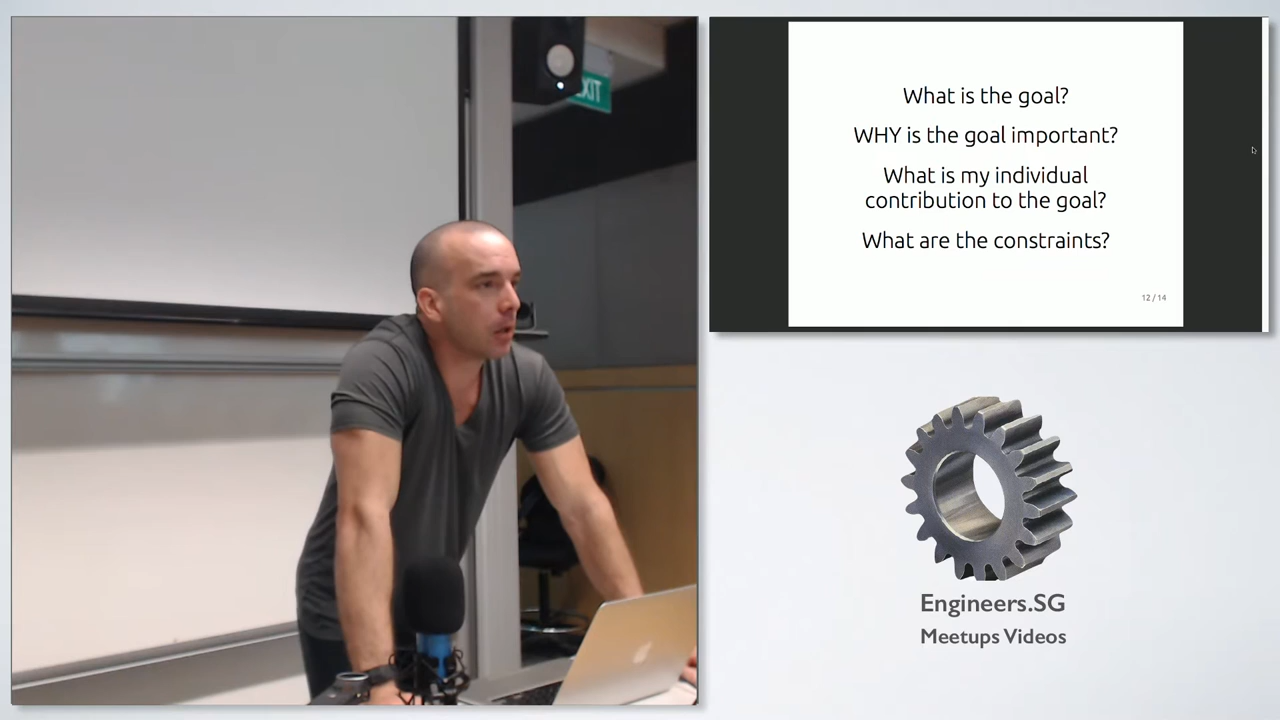 EXIT
What is the goal?
WHY is the goal important?
What is my individual
contribution to the goal?
What are the constraints?
12 / 14
Engineers.SG
Meetups Videos